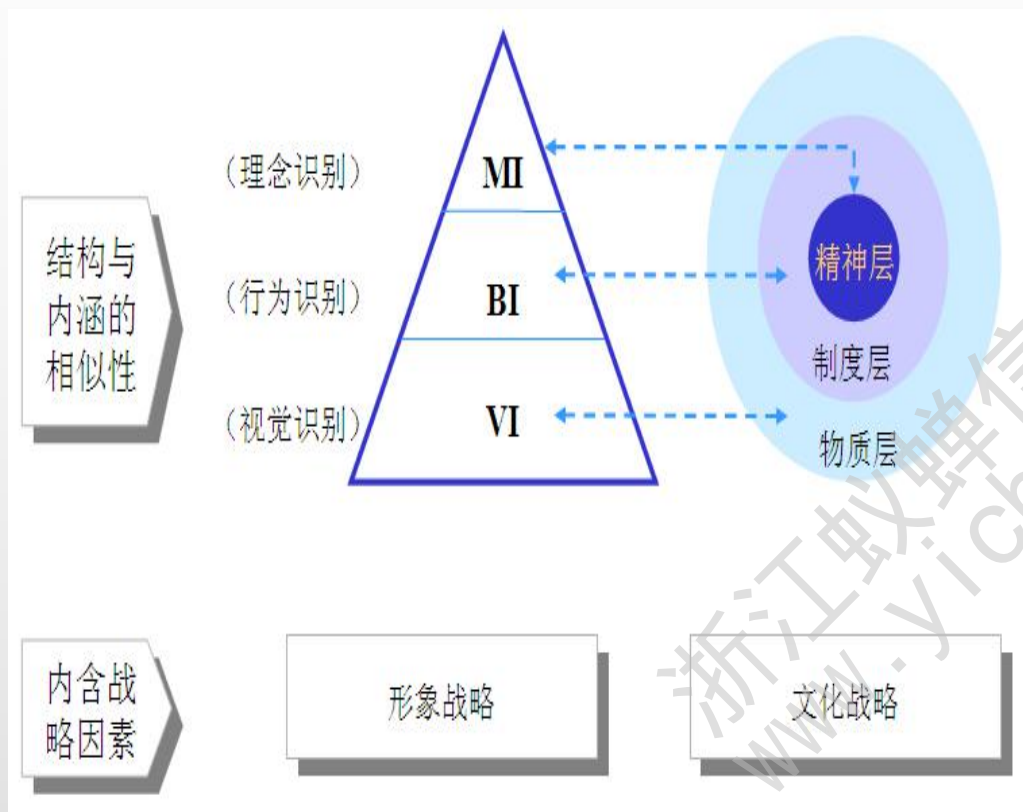 （理念识别）
MI
结构与
内涵的
相似性
（行为识别）
BI
（视觉识别）
VI
精神层
制度层
物质层
内含战
略因素
形象战略
文化战略
浙江蚁蝉信
www.yich